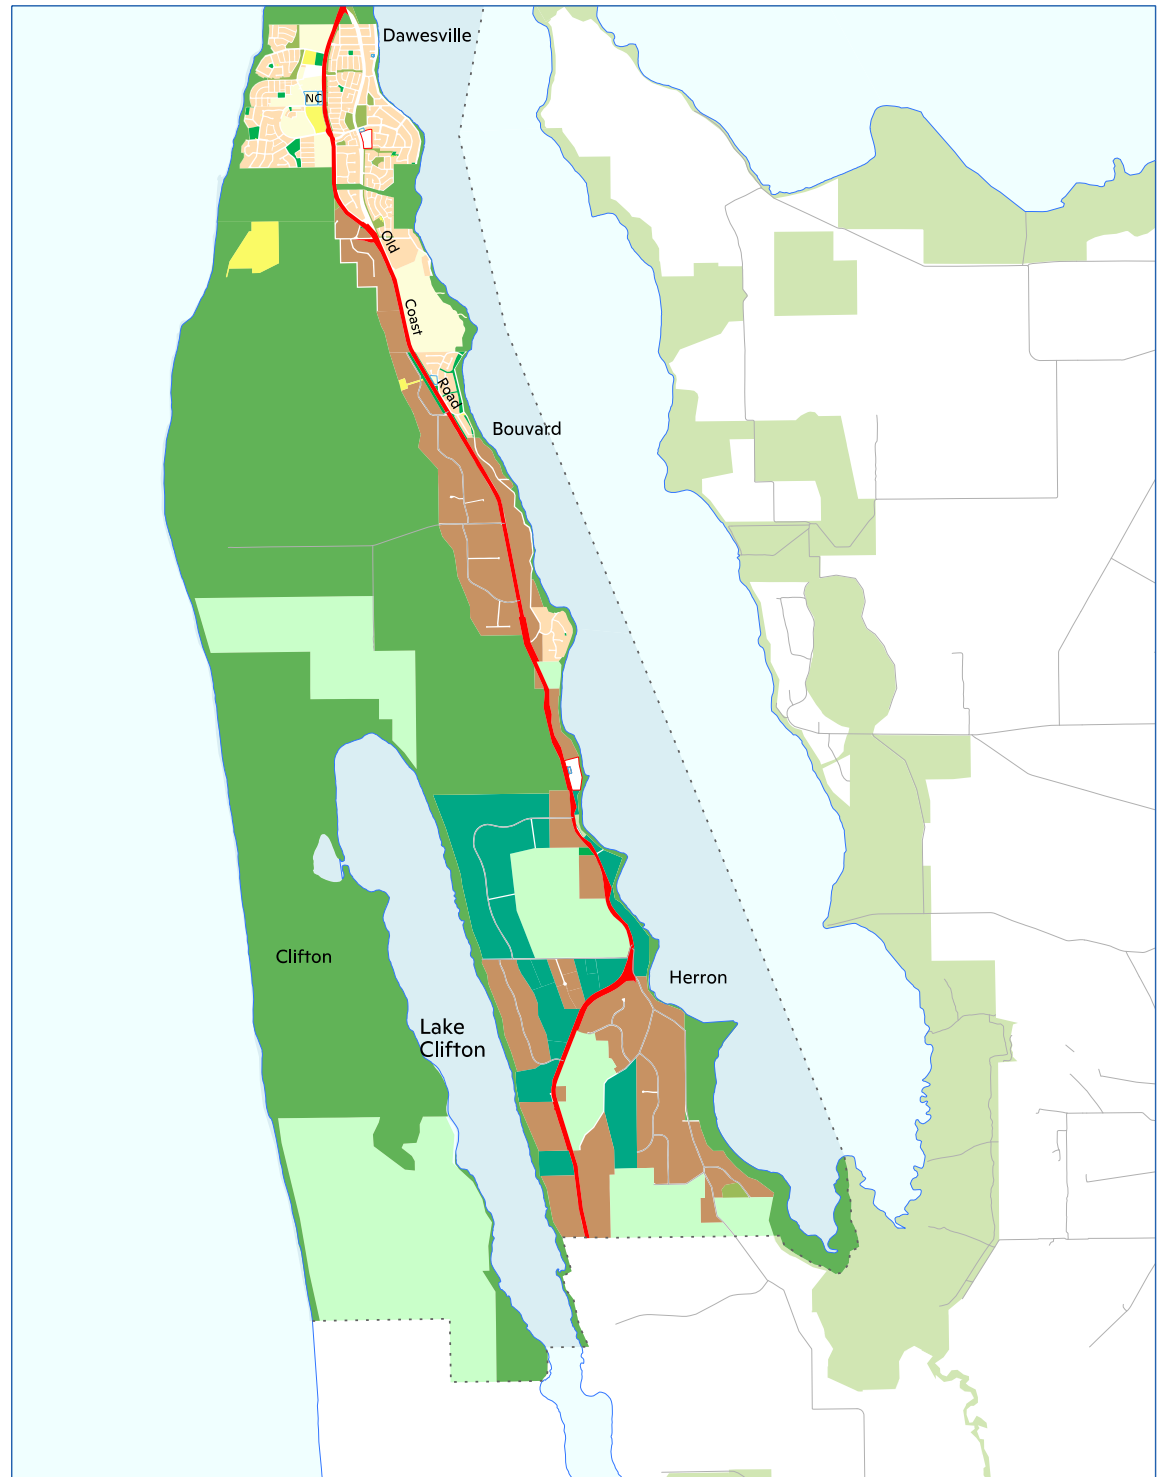 Dawesville
NC
Old
Coast
Road
Bouvard
Clifton
Herron
Lake
Clifton